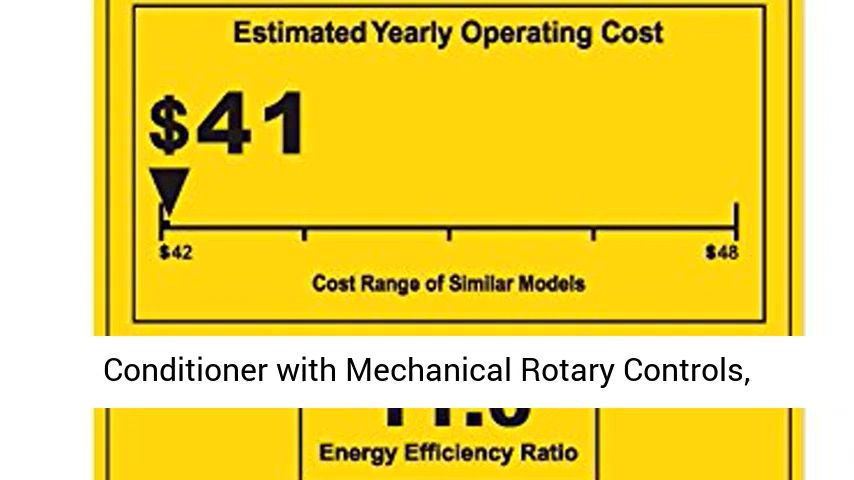 Estimated Yearly Operating Cost
$41
$42 $48
Cost Range of Similar Models
Conditioner with Mechanical Rotary Controls,
Energy Efficiency Ratio